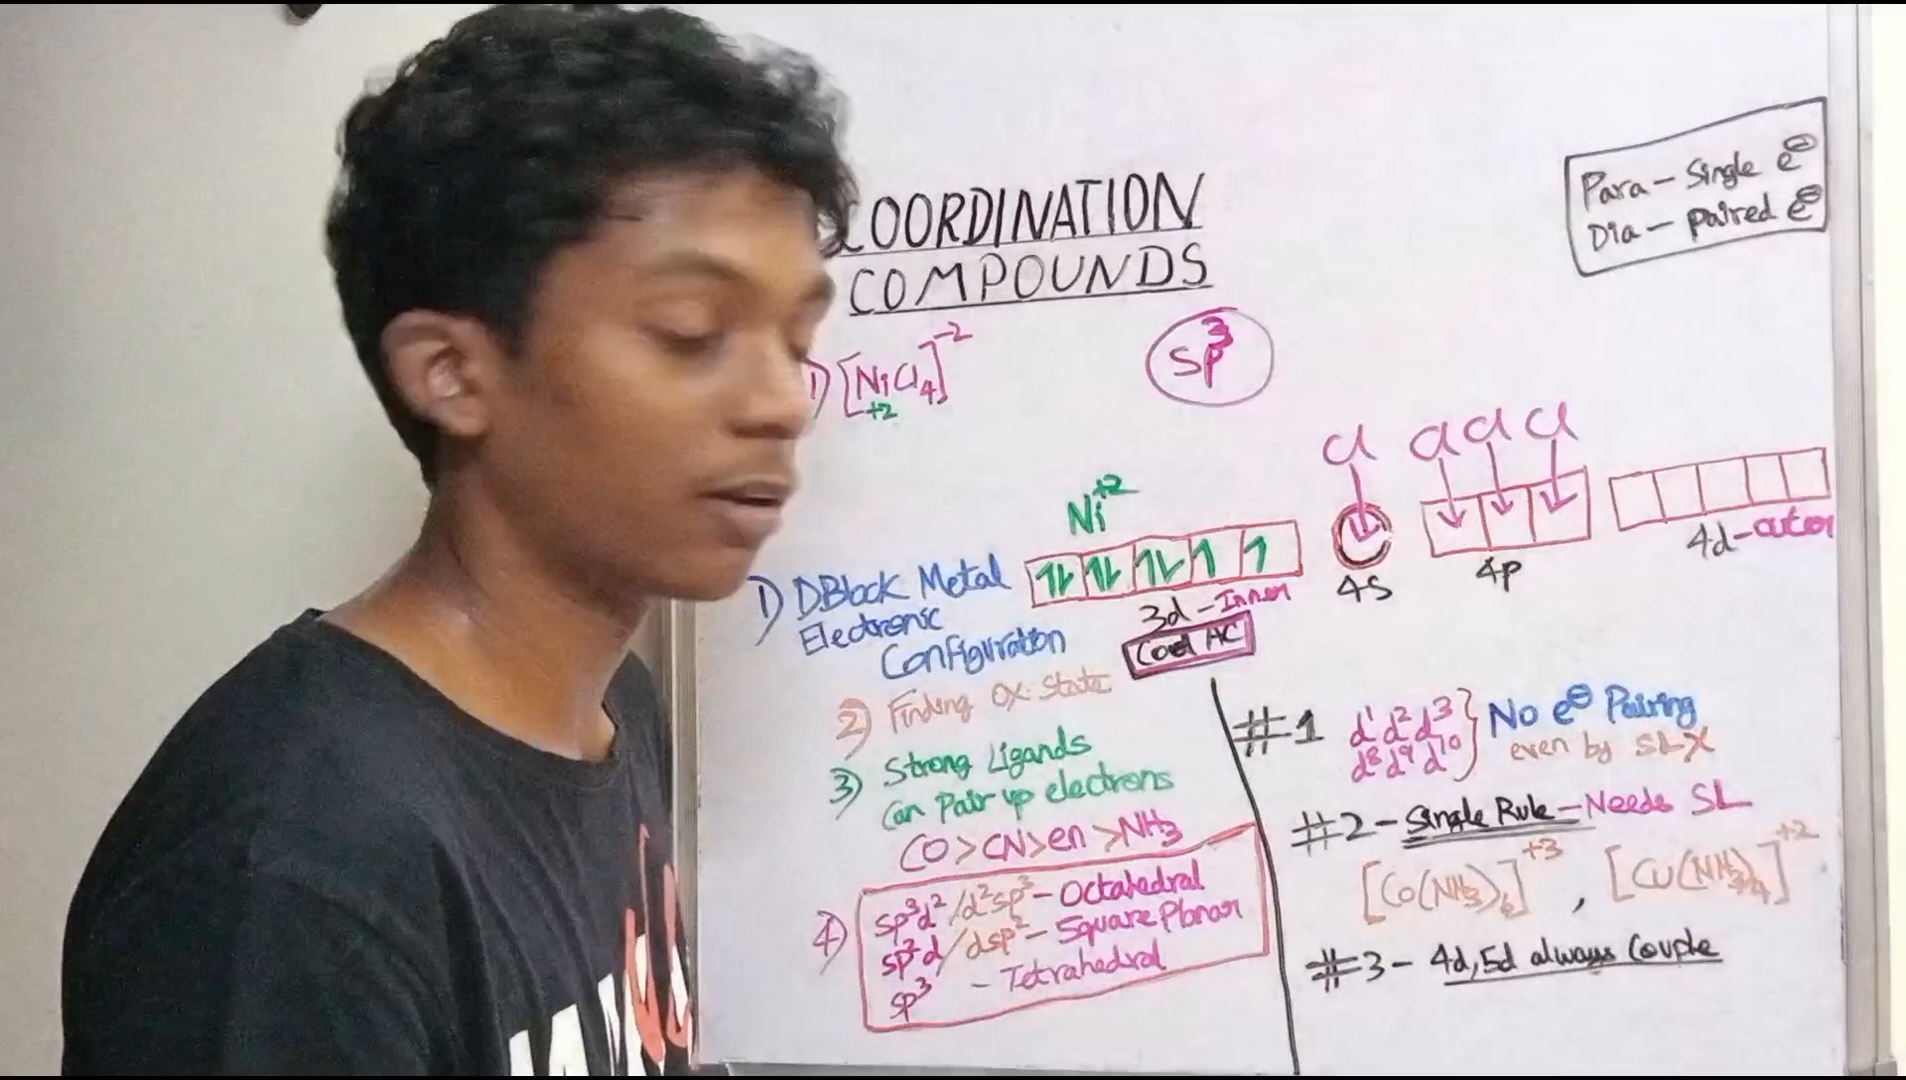 COORDINATION
COMPOUNDS
Para - Single e⊖
Dia - paired e⊖
1) [NiCl4]-2
+2
sp3
Cl Cl Cl Cl
Ni+2
3d - Inner
4s
4p
4d - outer
Cool AC
1) DBlock Metal
Electronic
Configuration
2) Finding Ox. State
3) Strong Ligands
Can Pair up electrons
CO > CN > en > NH3
4) sp3d2 / d2sp3 - Octahedral
sp2d / dsp2 - Square Planar
sp3 - Tetrahedral
#1 d1 d2 d3 } No e⊖ Pairing
d8 d9 d10 } even by SL X
#2 - Single Rule - Needs SL
[Co(NH3)6]+3 , [Cu(NH3)4]+2
#3 - 4d, 5d always Couple